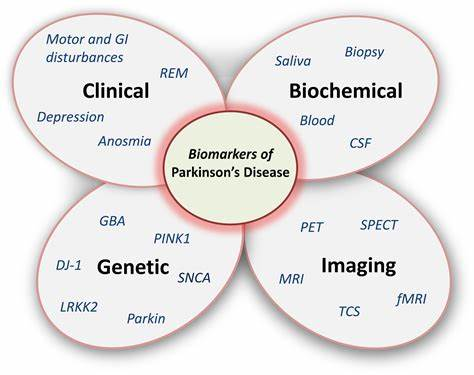 Motor and GI
disturbances
REM
Clinical
Depression
Anosmia
Saliva
Biopsy
Biochemical
Blood
CSF
Biomarkers of
Parkinson's Disease
GBA
PINK1
DJ-1
Genetic
SNCA
LRKK2
Parkin
PET
SPECT
Imaging
MRI
fMRI
TCS